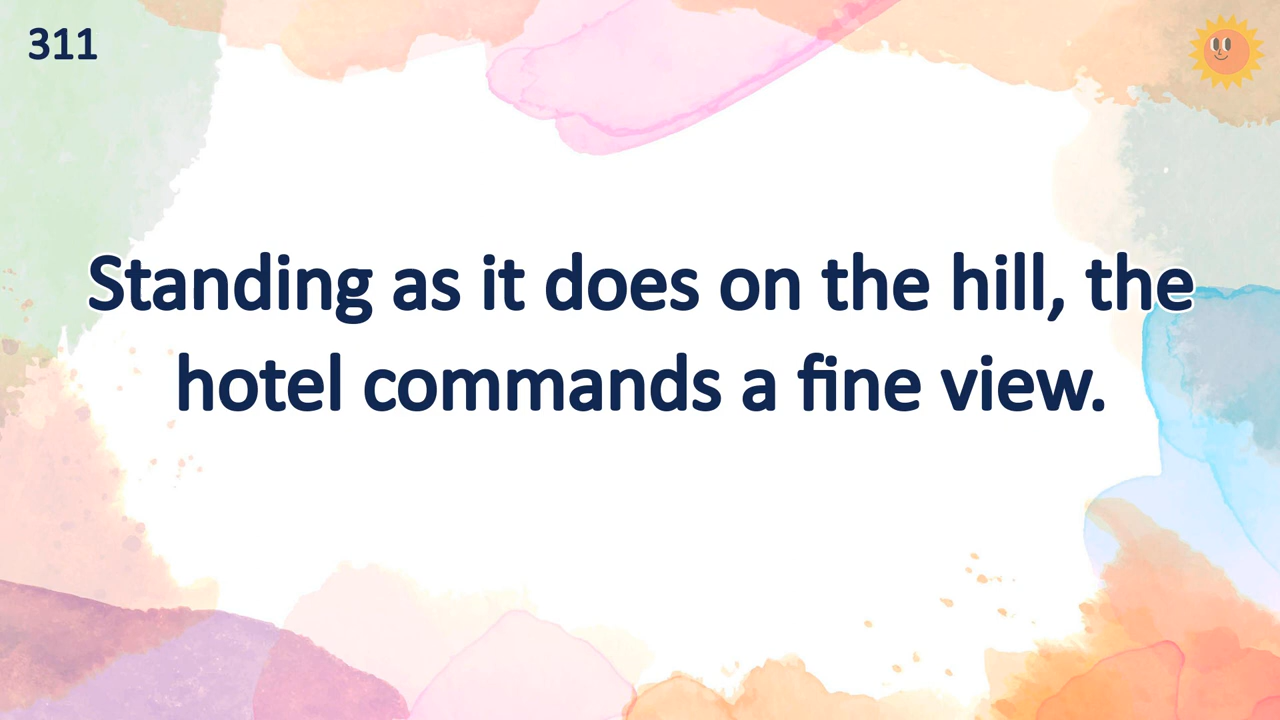 311
Standing as it does on the hill, the
hotel commands a fine view.